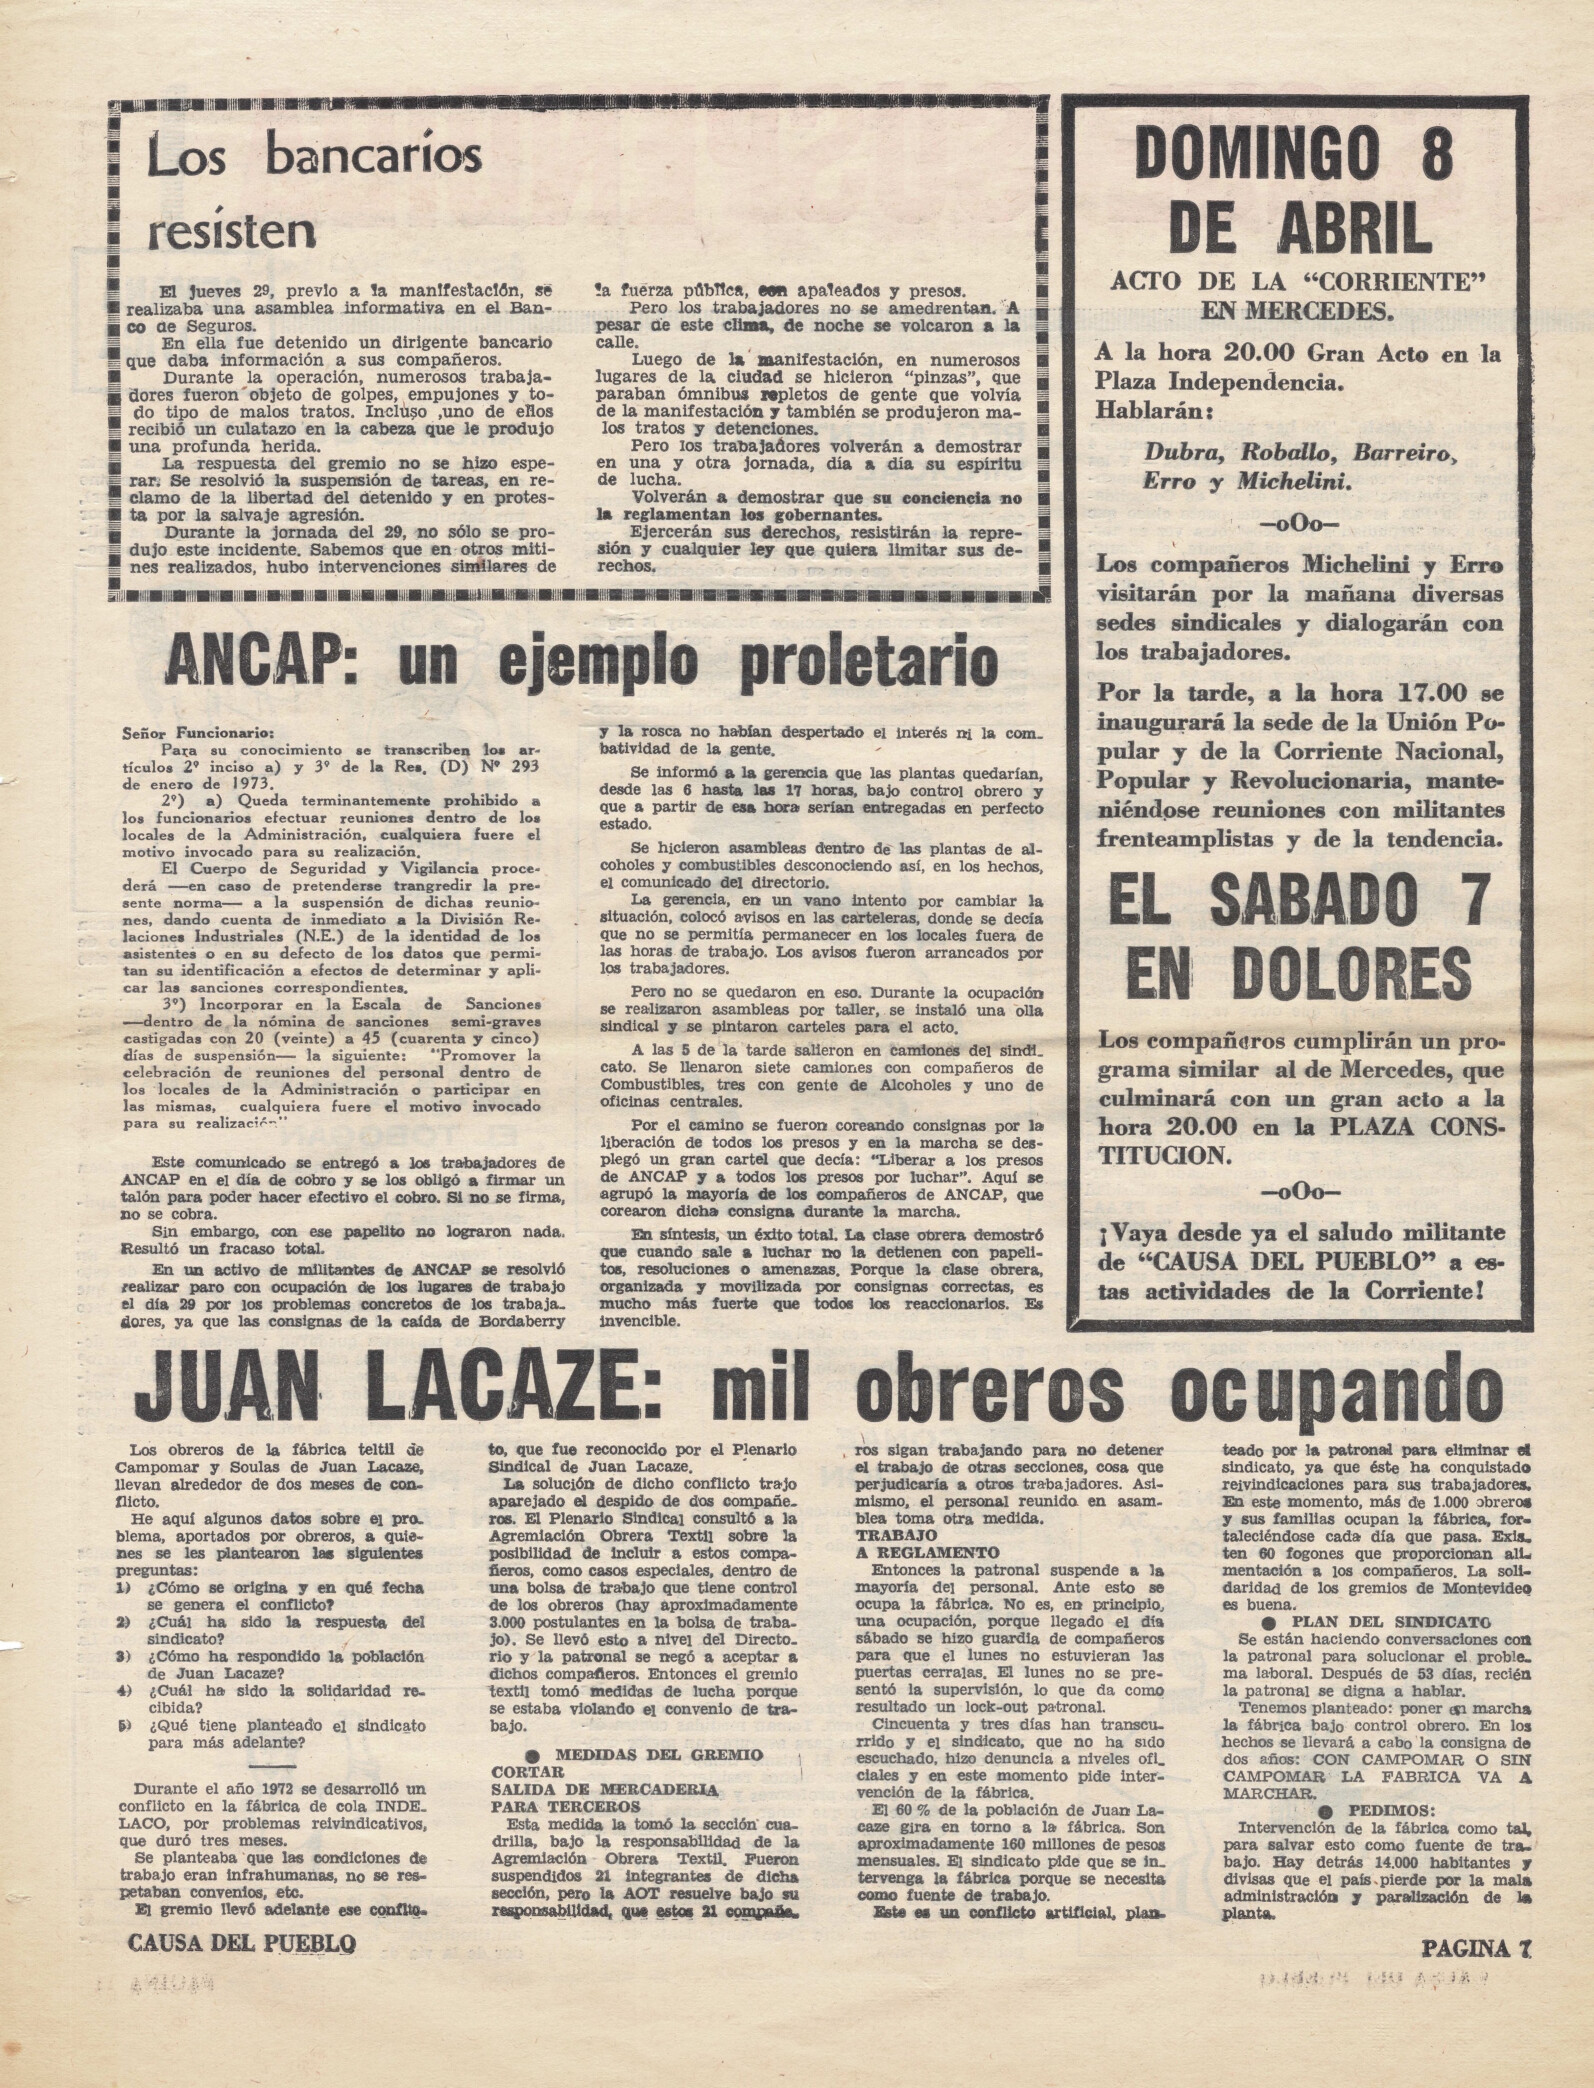 Los bancarios
resisten
El jueves 29, previo a la manifestación, se
realizaba una asamblea informativa en el Ban-
co de Seguros.
En ella fue detenido un dirigente bancario
que daba información a sus compañeros.
Durante la operación, numerosos trabaja-
dores fueron objeto de golpes, empujones y to-
do tipo de malos tratos. Incluso ,uno de ellos
recibió un culatazo en la cabeza que le produjo
una profunda herida.
La respuesta del gremio no se hizo espe-
rar. Se resolvió la suspensión de tareas, en re-
clamo de la libertad del detenido y en protes-
ta por la salvaje agresión.
Durante la jornada del 29, no sólo se pro-
dujo este incidente. Sabemos que en otros miti-
nes realizados, hubo intervenciones similares de
la fuerza pública, con apaleados y presos.
Pero los trabajadores no se amedrentan. A
pesar de este clima, de noche se volcaron a la
calle.
Luego de la manifestación, en numerosos
lugares de la ciudad se hicieron "pinzas", que
paraban ómnibus repletos de gente que volvía
de la manifestación y también se produjeron ma-
los tratos y detenciones.
Pero los trabajadores volverán a demostrar
en una y otra jornada, día a día su espíritu
de lucha.
Volverán a demostrar que su conciencia no
la reglamentan los gobernantes.
Ejercerán sus derechos, resistirán la repre-
sión y cualquier ley que quiera limitar sus de-
rechos.
DOMINGO 8
DE ABRIL
ACTO DE LA "CORRIENTE"
EN MERCEDES.
A la hora 20.00 Gran Acto en la
Plaza Independencia.
Hablarán:
Dubra, Roballo, Barreiro,
Erro y Michelini.
—oOo—
Los compañeros Michelini y Erro
visitarán por la mañana diversas
sedes sindicales y dialogarán con
los trabajadores.
Por la tarde, a la hora 17.00 se
inaugurará la sede de la Unión Po-
pular y de la Corriente Nacional,
Popular y Revolucionaria, mante-
niéndose reuniones con militantes
frenteamplistas y de la tendencia.
EL SABADO 7
EN DOLORES
Los compañeros cumplirán un pro-
grama similar al de Mercedes, que
culminará con un gran acto a la
hora 20.00 en la PLAZA CONS-
TITUCION.
—oOo—
¡Vaya desde ya el saludo militante
de "CAUSA DEL PUEBLO" a es-
tas actividades de la Corriente!
ANCAP: un ejemplo proletario
Señor Funcionario:
Para su conocimiento se transcriben los ar-
tículos 2º inciso a) y 3º de la Res. (D) Nº 293
de enero de 1973.
2º) a) Queda terminantemente prohibido a
los funcionarios efectuar reuniones dentro de los
locales de la Administración, cualquiera fuere el
motivo invocado para su realización.
El Cuerpo de Seguridad y Vigilancia proce-
derá —en caso de pretenderse trangredir la pre-
sente norma— a la suspensión de dichas reunio-
nes, dando cuenta de inmediato a la División Re-
laciones Industriales (N.E.) de la identidad de los
asistentes o en su defecto de los datos que permi-
tan su identificación a efectos de determinar y apli-
car las sanciones correspondientes.
3º) Incorporar en la Escala de Sanciones
—dentro de la nómina de sanciones semi-graves
castigadas con 20 (veinte) a 45 (cuarenta y cinco)
días de suspensión— la siguiente: "Promover la
celebración de reuniones del personal dentro de
los locales de la Administración o participar en
las mismas, cualquiera fuere el motivo invocado
para su realización"
Este comunicado se entregó a los trabajadores de
ANCAP en el día de cobro y se los obligó a firmar un
talón para poder hacer efectivo el cobro. Si no se firma,
no se cobra.
Sin embargo, con ese papelito no lograron nada.
Resultó un fracaso total.
En un activo de militantes de ANCAP se resolvió
realizar paro con ocupación de los lugares de trabajo
el día 29 por los problemas concretos de los trabaja-
dores, ya que las consignas de la caída de Bordaberry
y la rosca no habían despertado el interés ni la com-
batividad de la gente.
Se informó a la gerencia que las plantas quedarían,
desde las 6 hasta las 17 horas, bajo control obrero y
que a partir de esa hora serían entregadas en perfecto
estado.
Se hicieron asambleas dentro de las plantas de al-
coholes y combustibles desconociendo así, en los hechos,
el comunicado del directorio.
La gerencia, en un vano intento por cambiar la
situación, colocó avisos en las carteleras, donde se decía
que no se permitía permanecer en los locales fuera de
las horas de trabajo. Los avisos fueron arrancados por
los trabajadores.
Pero no se quedaron en eso. Durante la ocupación
se realizaron asambleas por taller, se instaló una olla
sindical y se pintaron carteles para el acto.
A las 5 de la tarde salieron en camiones del sindi-
cato. Se llenaron siete camiones con compañeros de
Combustibles, tres con gente de Alcoholes y uno de
oficinas centrales.
Por el camino se fueron coreando consignas por la
liberación de todos los presos y en la marcha se des-
plegó un gran cartel que decía: "Liberar a los presos
de ANCAP y a todos los presos por luchar". Aquí se
agrupó la mayoría de los compañeros de ANCAP, que
corearon dicha consigna durante la marcha.
En síntesis, un éxito total. La clase obrera demostró
que cuando sale a luchar no la detienen con papeli-
tos, resoluciones o amenazas. Porque la clase obrera,
organizada y movilizada por consignas correctas, es
mucho más fuerte que todos los reaccionarios. Es
invencible.
JUAN LACAZE: mil obreros ocupando
Los obreros de la fábrica teltil de
Campomar y Soulas de Juan Lacaze,
llevan alrededor de dos meses de con-
flicto.
He aquí algunos datos sobre el pro-
blema, aportados por obreros, a quie-
nes se les plantearon las siguientes
preguntas:
1) ¿Cómo se origina y en qué fecha
se genera el conflicto?
2) ¿Cuál ha sido la respuesta del
sindicato?
3) ¿Cómo ha respondido la población
de Juan Lacaze?
4) ¿Cuál ha sido la solidaridad re-
cibida?
5) ¿Qué tiene planteado el sindicato
para más adelante?
Durante el año 1972 se desarrolló un
conflicto en la fábrica de cola INDE-
LACO, por problemas reivindicativos,
que duró tres meses.
Se planteaba que las condiciones de
trabajo eran infrahumanas, no se res-
petaban convenios, etc.
El gremio llevó adelante ese conflic-
to, que fue reconocido por el Plenario
Sindical de Juan Lacaze.
La solución de dicho conflicto trajo
aparejado el despido de dos compañe-
ros. El Plenario Sindical consultó a la
Agremiación Obrera Textil sobre la
posibilidad de incluir a estos compa-
ñeros, como casos especiales, dentro de
una bolsa de trabajo que tiene control
de los obreros (hay aproximadamente
3.000 postulantes en la bolsa de traba-
jo). Se llevó esto a nivel del Directo-
rio y la patronal se negó a aceptar a
dichos compañeros. Entonces el gremio
textil tomó medidas de lucha porque
se estaba violando el convenio de tra-
bajo.
● MEDIDAS DEL GREMIO
CORTAR
SALIDA DE MERCADERIA
PARA TERCEROS
Esta medida la tomó la sección cua-
drilla, bajo la responsabilidad de la
Agremiación Obrera Textil. Fueron
suspendidos 21 integrantes de dicha
sección, pero la AOT resuelve bajo su
responsabilidad, que estos 21 compañe-
ros sigan trabajando para no detener
el trabajo de otras secciones, cosa que
perjudicaría a otros trabajadores. Asi-
mismo, el personal reunido en asam-
blea toma otra medida.
TRABAJO
A REGLAMENTO
Entonces la patronal suspende a la
mayoría del personal. Ante esto se
ocupa la fábrica. No es, en principio,
una ocupación, porque llegado el día
sábado se hizo guardia de compañeros
para que el lunes no estuvieran las
puertas cerralas. El lunes no se pre-
sentó la supervisión, lo que da como
resultado un lock-out patronal.
Cincuenta y tres días han transcu-
rrido y el sindicato, que no ha sido
escuchado, hizo denuncia a niveles ofi-
ciales y en este momento pide inter-
vención de la fábrica.
El 60 % de la población de Juan La-
caze gira en torno a la fábrica. Son
aproximadamente 160 millones de pesos
mensuales. El sindicato pide que se in-
tervenga la fábrica porque se necesita
como fuente de trabajo.
Este es un conflicto artificial, plan-
teado por la patronal para eliminar el
sindicato, ya que éste ha conquistado
reivindicaciones para sus trabajadores.
En este momento, más de 1.000 obreros
y sus familias ocupan la fábrica, for-
taleciéndose cada día que pasa. Exis-
ten 60 fogones que proporcionan ali-
mentación a los compañeros. La soli-
daridad de los gremios de Montevideo
es buena.
● PLAN DEL SINDICATO
Se están haciendo conversaciones con
la patronal para solucionar el proble-
ma laboral. Después de 53 días, recién
la patronal se digna a hablar.
Tenemos planteado: poner en marcha
la fábrica bajo control obrero. En los
hechos se llevará a cabo la consigna de
dos años: CON CAMPOMAR O SIN
CAMPOMAR LA FABRICA VA A
MARCHAR.
● PEDIMOS:
Intervención de la fábrica como tal,
para salvar esto como fuente de tra-
bajo. Hay detrás 14.000 habitantes y
divisas que el país pierde por la mala
administración y paralización de la
planta.
CAUSA DEL PUEBLO
PAGINA 7